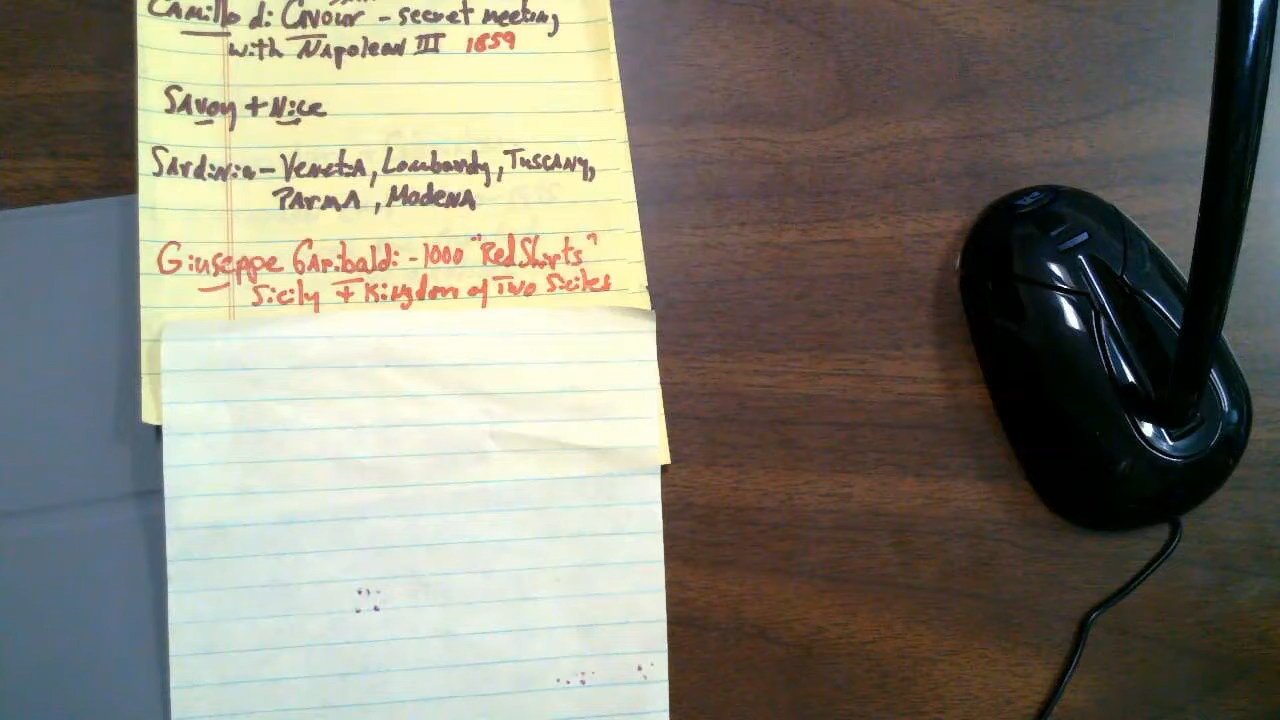 Camillo di Cavour - secret meeting
with Napoleon III 1859
Savoy + Nice
Sardinia - Venetia, Lombardy, Tuscany,
Parma, Modena
Giuseppe Garibaldi - 1000 "Red Shirts"
Sicily + Kingdom of Two Sicilies